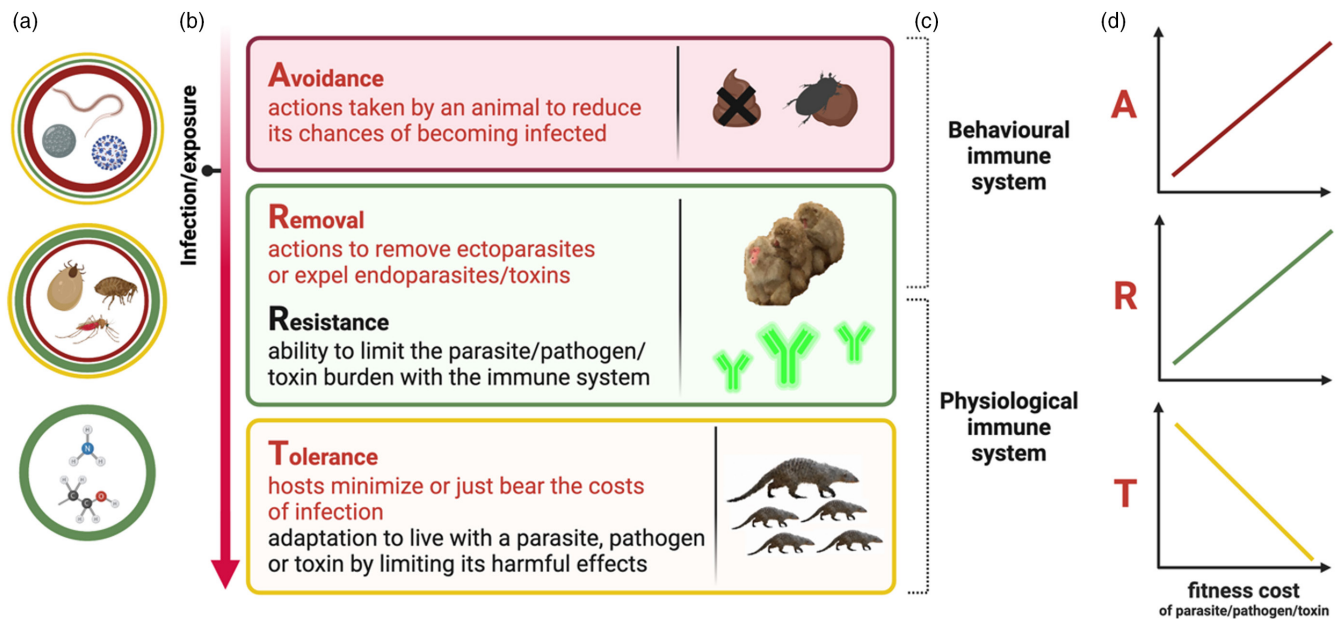 (a)
(b)
(c)
(d)
Infection/exposure
Avoidance
actions taken by an animal to reduce
its chances of becoming infected
Removal
actions to remove ectoparasites
or expel endoparasites/toxins
Resistance
ability to limit the parasite/pathogen/
toxin burden with the immune system
Tolerance
hosts minimize or just bear the costs
of infection
adaptation to live with a parasite, pathogen
or toxin by limiting its harmful effects
Behavioural
immune
system
Physiological
immune
system
A
R
T
fitness cost
of parasite/pathogen/toxin
H
N
H
H
H
H
C
C
O
H
H
H